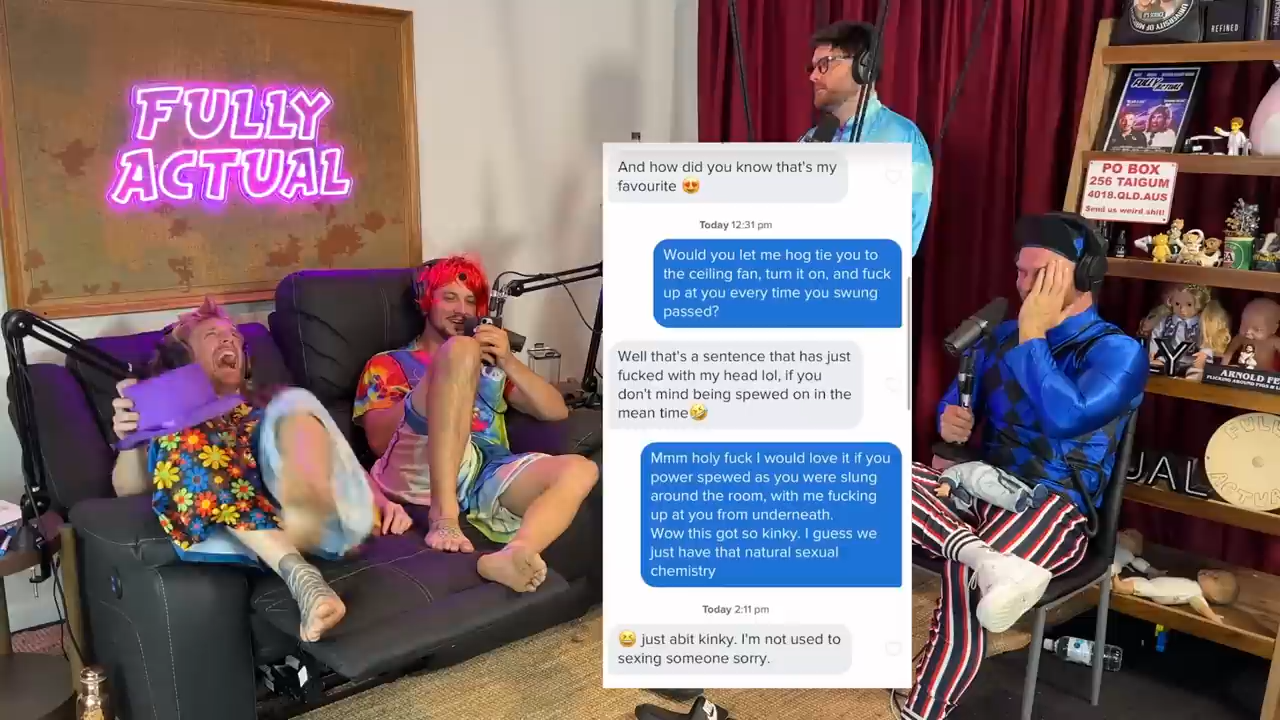 FULLY
ACTUAL
And how did you know that's my
favourite 😍
Today 12:31 pm
Would you let me hog tie you to
the ceiling fan, turn it on, and fuck
up at you every time you swung
passed?
Well that's a sentence that has just
fucked with my head lol, if you
don't mind being spewed on in the
mean time🤣
Mmm holy fuck I would love it if you
power spewed as you were slung
around the room, with me fucking
up at you from underneath.
Wow this got so kinky. I guess we
just have that natural sexual
chemistry
Today 2:11 pm
😆 just abit kinky. I'm not used to
sexing someone sorry.
REFINED
FULLY
ACTUAL
PO BOX
256 TAIGUM
4018.QLD.AUS
Send us weird shit!
Y
ARNOLD
UAL
FULLY
ACTUAL